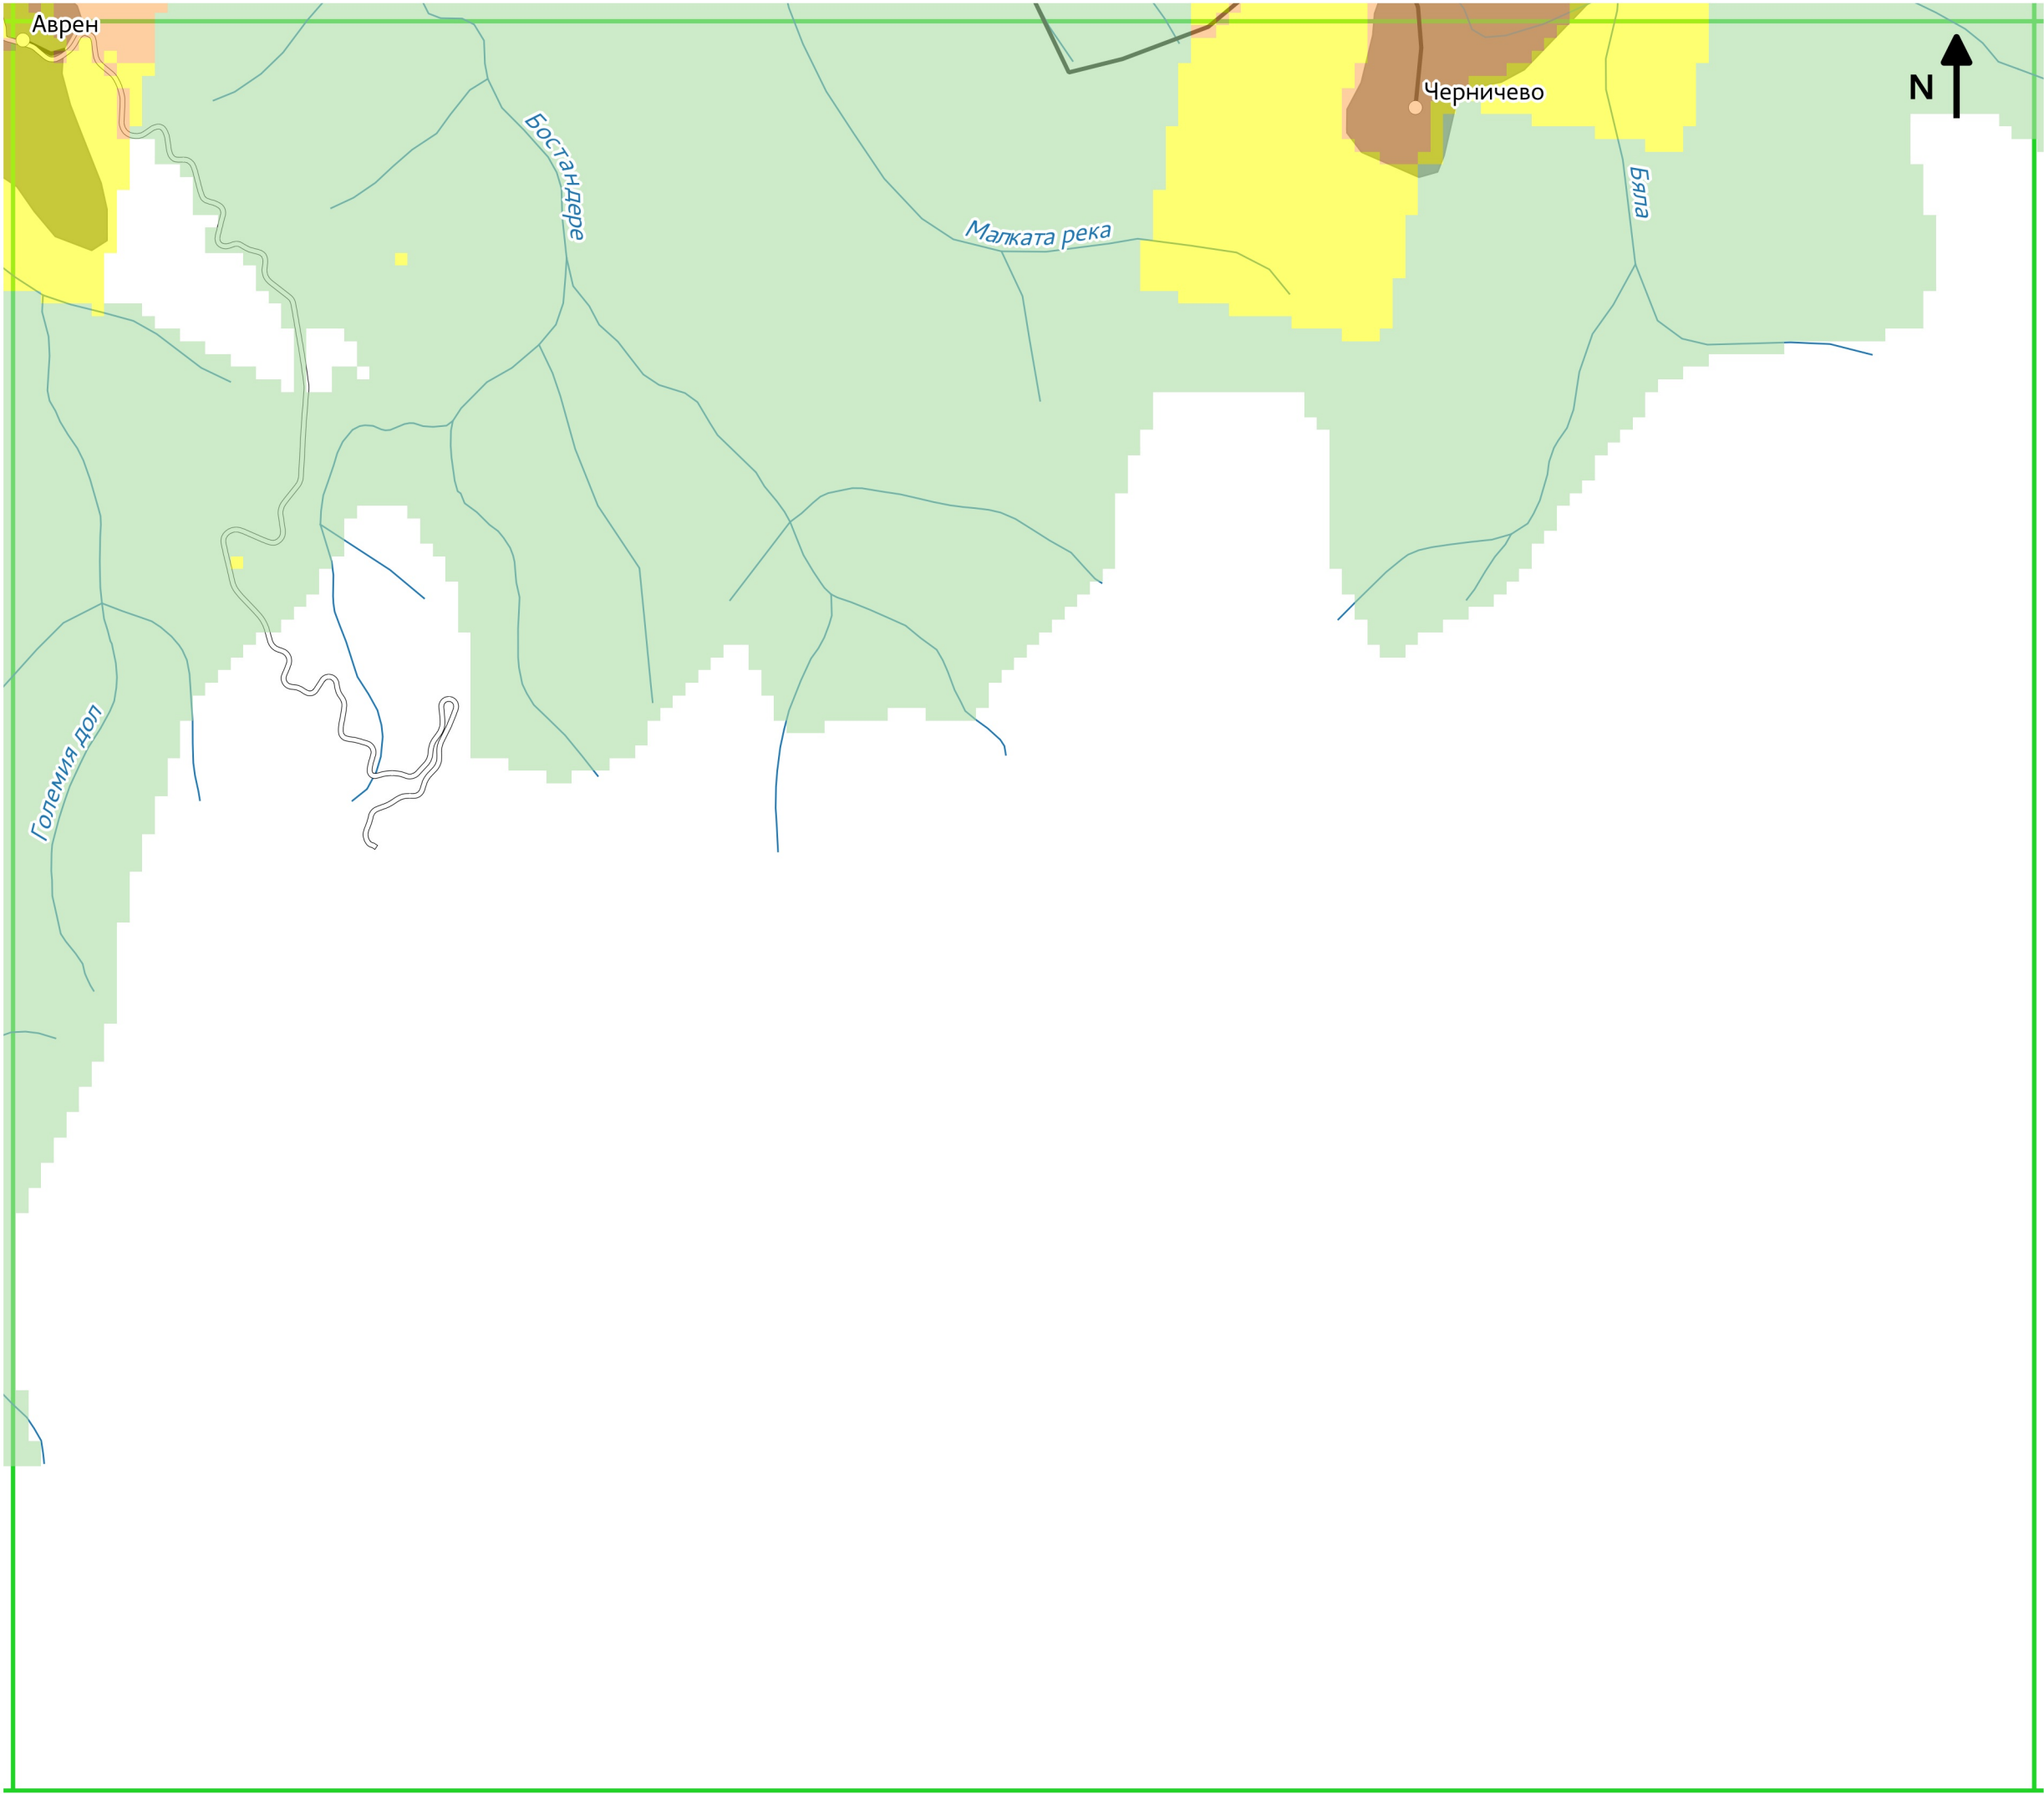 Аврен
N
Черничево
Бостандере
Бяла
Малката река
Големия дол